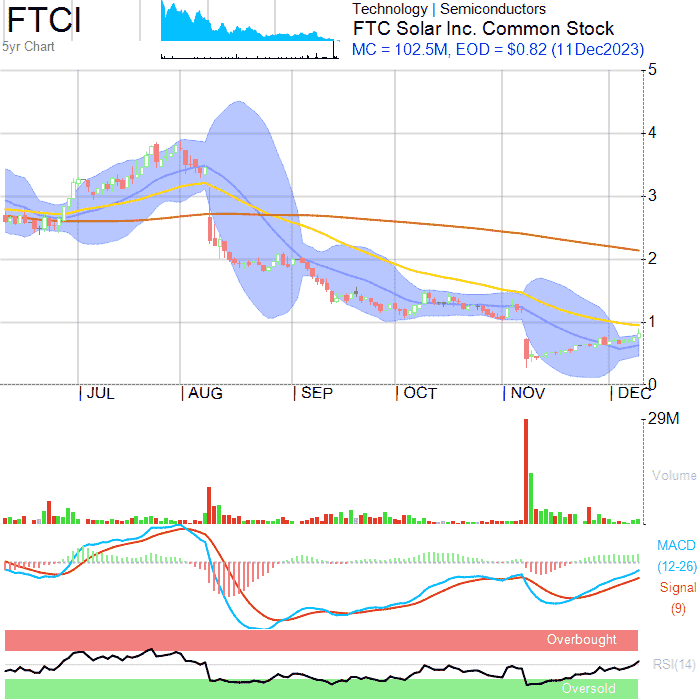 FTCI
5yr Chart
Technology | Semiconductors
FTC Solar Inc. Common Stock
MC = 102.5M, EOD = $0.82 (11Dec2023)
5
4
3
2
1
0
| JUL
| AUG
| SEP
| OCT
| NOV
| DEC
29M
Volume
MACD
(12-26)
Signal
(9)
Overbought
RSI(14)
Oversold